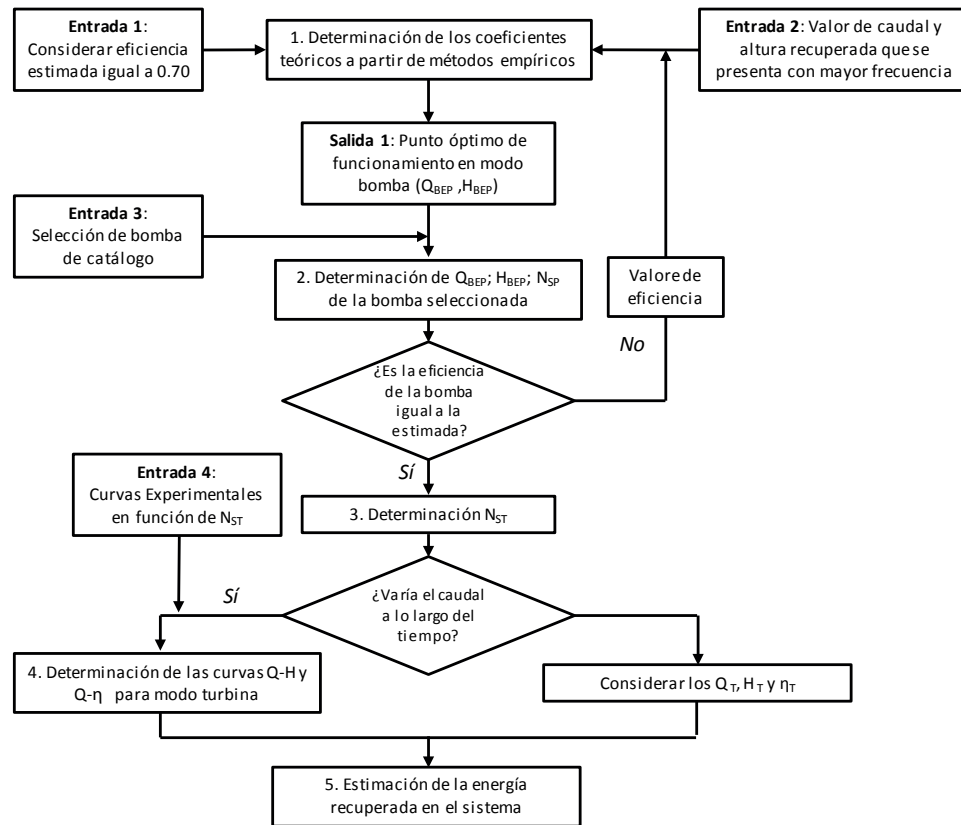 Entrada 1:
Considerar eficiencia
estimada igual a 0.70
1. Determinación de los coeficientes
teóricos a partir de métodos empíricos
Entrada 2: Valor de caudal y
altura recuperada que se
presenta con mayor frecuencia
Salida 1: Punto óptimo de
funcionamiento en modo
bomba (QBEP ,HBEP)
Entrada 3:
Selección de bomba
de catálogo
2. Determinación de QBEP; HBEP; NSP
de la bomba seleccionada
Valore de
eficiencia
No
¿Es la eficiencia
de la bomba
igual a la
estimada?
Sí
Entrada 4:
Curvas Experimentales
en función de NST
3. Determinación NST
Sí
¿Varía el caudal
a lo largo del
tiempo?
4. Determinación de las curvas Q-H y
Q-η para modo turbina
Considerar los QT, HT y ηT
5. Estimación de la energía
recuperada en el sistema